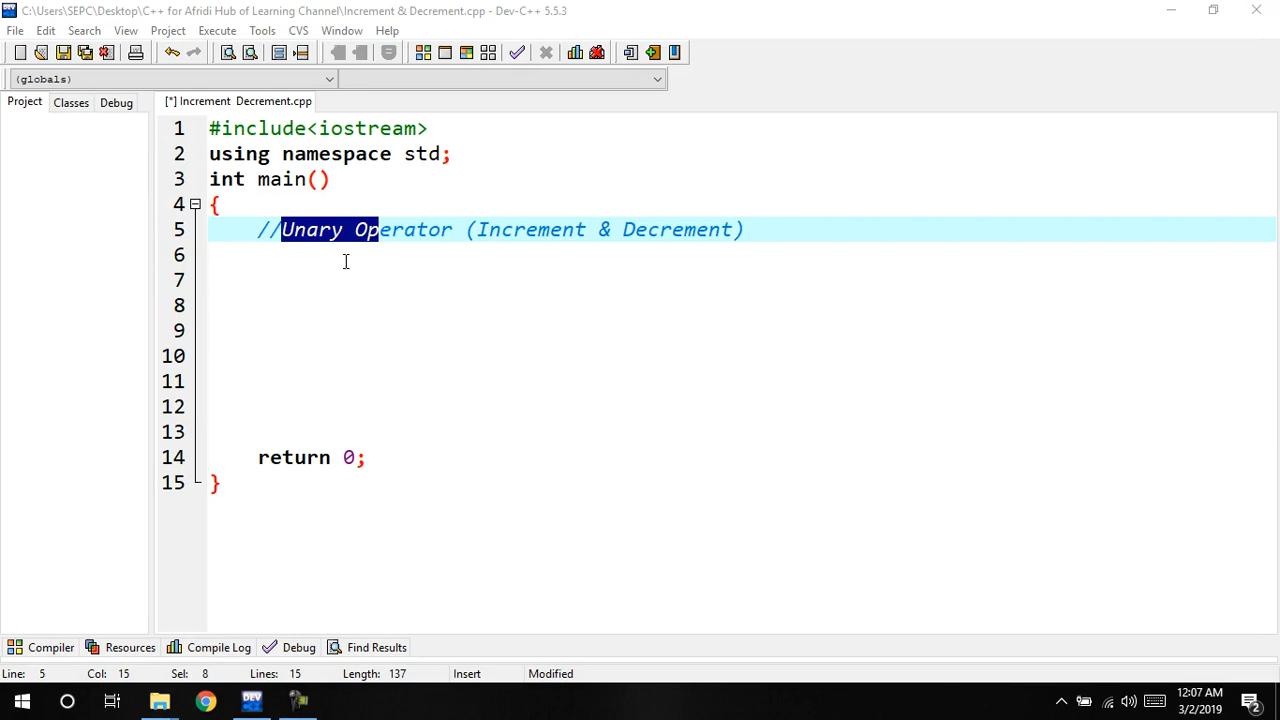 C:\Users\SEPC\Desktop\C++ for Afridi Hub of Learning Channel\Increment & Decrement.cpp - Dev-C++ 5.5.3
File Edit Search View Project Execute Tools CVS Window Help
(globals)
Project Classes Debug [*] Increment Decrement.cpp
1 #include<iostream>
2 using namespace std;
3 int main()
4 {
5 //Unary Operator (Increment & Decrement)
6
7
8
9
10
11
12
13
14 return 0;
15 }
Compiler Resources Compile Log Debug Find Results
Line: 5 Col: 15 Sel: 8 Lines: 15 Length: 137 Insert Modified
DEV
12:07 AM
3/2/2019
2